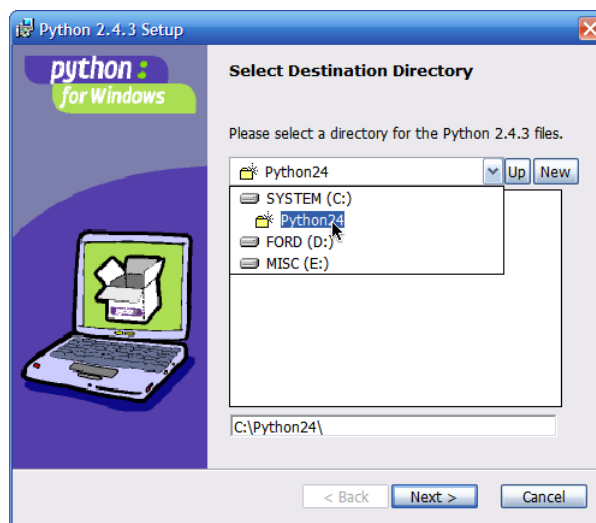 Python 2.4.3 Setup
python :
for Windows
Select Destination Directory
Please select a directory for the Python 2.4.3 files.
Python24
Up
New
SYSTEM (C:)
Python24
FORD (D:)
MISC (E:)
python:
C:\Python24\
< Back
Next >
Cancel